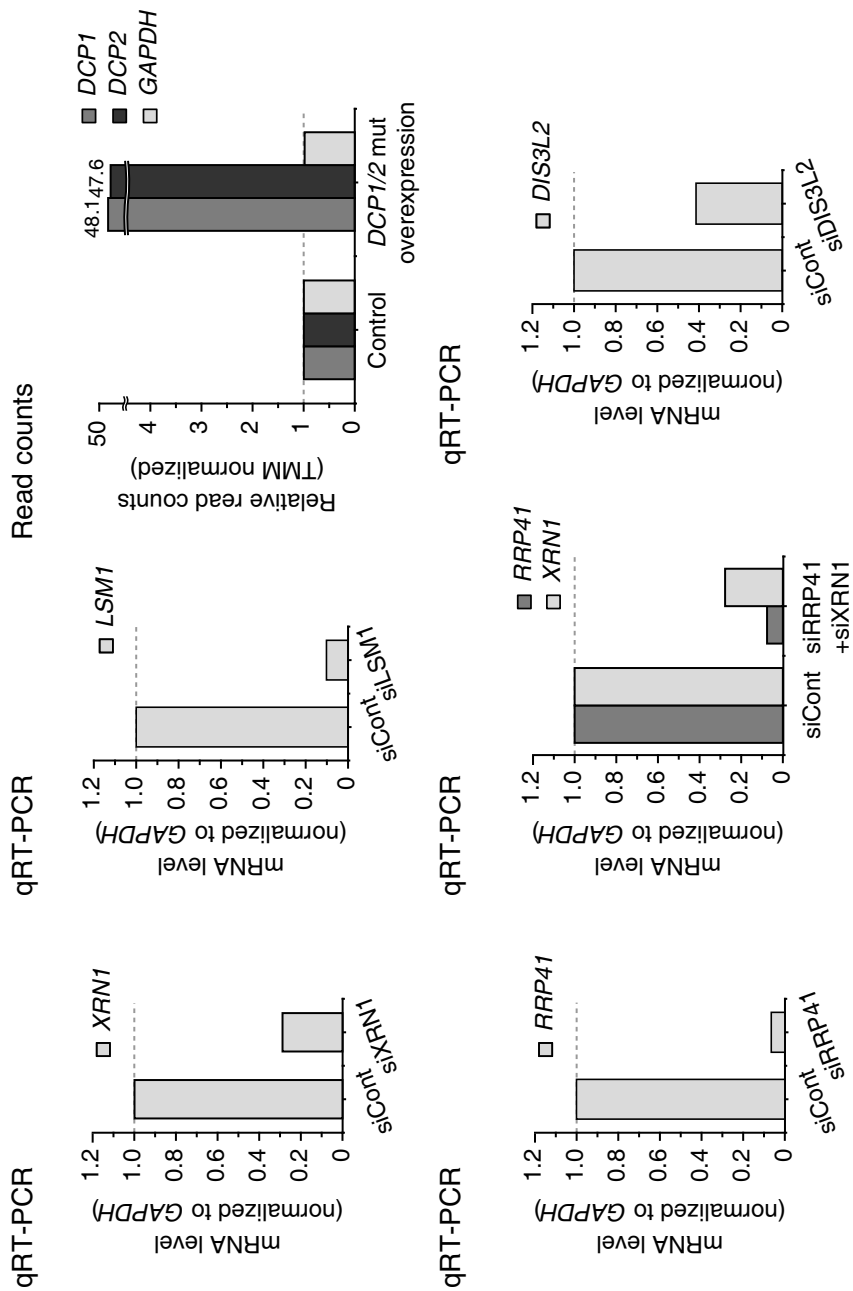 qRT-PCR
XRN1
mRNA level
(normalized to GAPDH)
1.2
1.0
0.8
0.6
0.4
0.2
0
siCont
siXRN1
qRT-PCR
LSM1
mRNA level
(normalized to GAPDH)
1.2
1.0
0.8
0.6
0.4
0.2
0
siCont
siLSM1
Read counts
DCP1
DCP2
GAPDH
Relative read counts
(TMM normalized)
50
4
3
2
1
0
48.1
47.6
Control
DCP1/2 mut
overexpression
qRT-PCR
RRP41
mRNA level
(normalized to GAPDH)
1.2
1.0
0.8
0.6
0.4
0.2
0
siCont
siRRP41
qRT-PCR
RRP41
XRN1
mRNA level
(normalized to GAPDH)
1.2
1.0
0.8
0.6
0.4
0.2
0
siCont
siRRP41
+siXRN1
qRT-PCR
DIS3L2
mRNA level
(normalized to GAPDH)
1.2
1.0
0.8
0.6
0.4
0.2
0
siCont
siDIS3L2